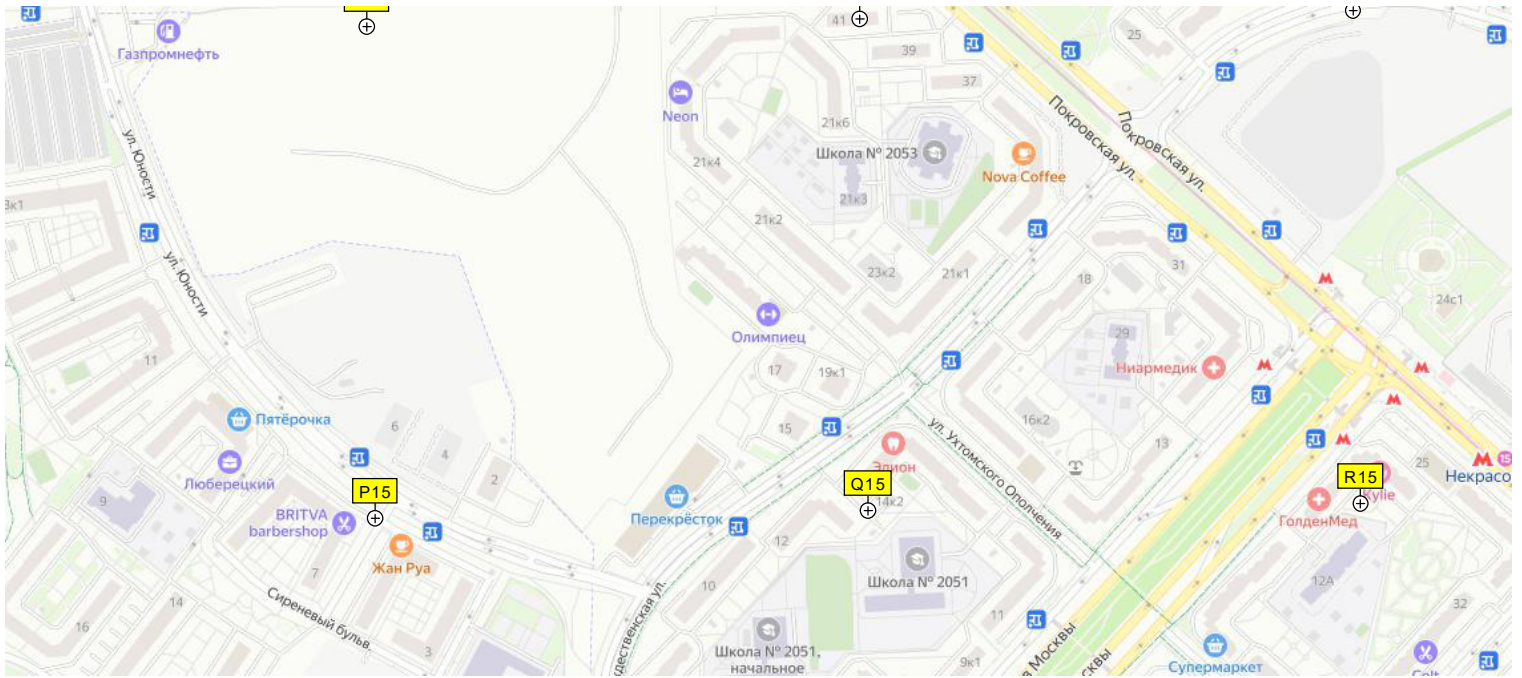 Газпромнефть
41
39
37
25
Neon
21к6
Покровская ул.
Покровская ул.
ул. Юности
Школа № 2053
21к4
Nova Coffee
21к3
3к1
21к2
ул. Юности
23к2
21к1
18
31
24с1
Олимпиец
29
11
17
19к1
Ниармедик
Пятёрочка
6
15
16к2
ул. Ухтомского Ополчения
13
4
Люберецкий
2
Элион
25
Некрасо
15
P15
Q15
R15
9
14к2
Kylie
BRITVA
barbershop
Перекрёсток
ГолденМед
12
Жан Руа
7
10
Школа № 2051
12А
14
Сиреневый бульв.
32
16
11
3
Школа № 2051,
начальное
9к1
Супермаркет